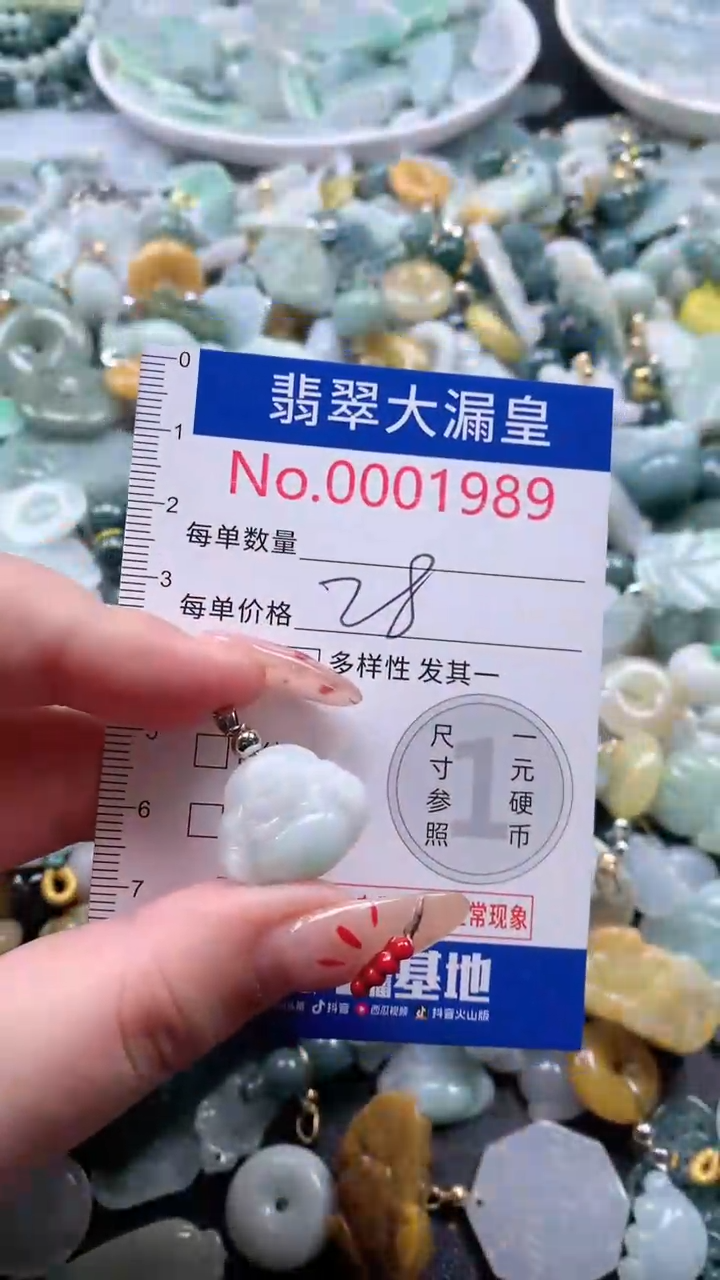 0
翡翠大漏皇
1
No.0001989
2
每单数量
3
每单价格 28
多样性 发其一
尺寸参照
1
一元硬币
6
7
常现象
基地
抖音 西瓜视频 抖音火山版